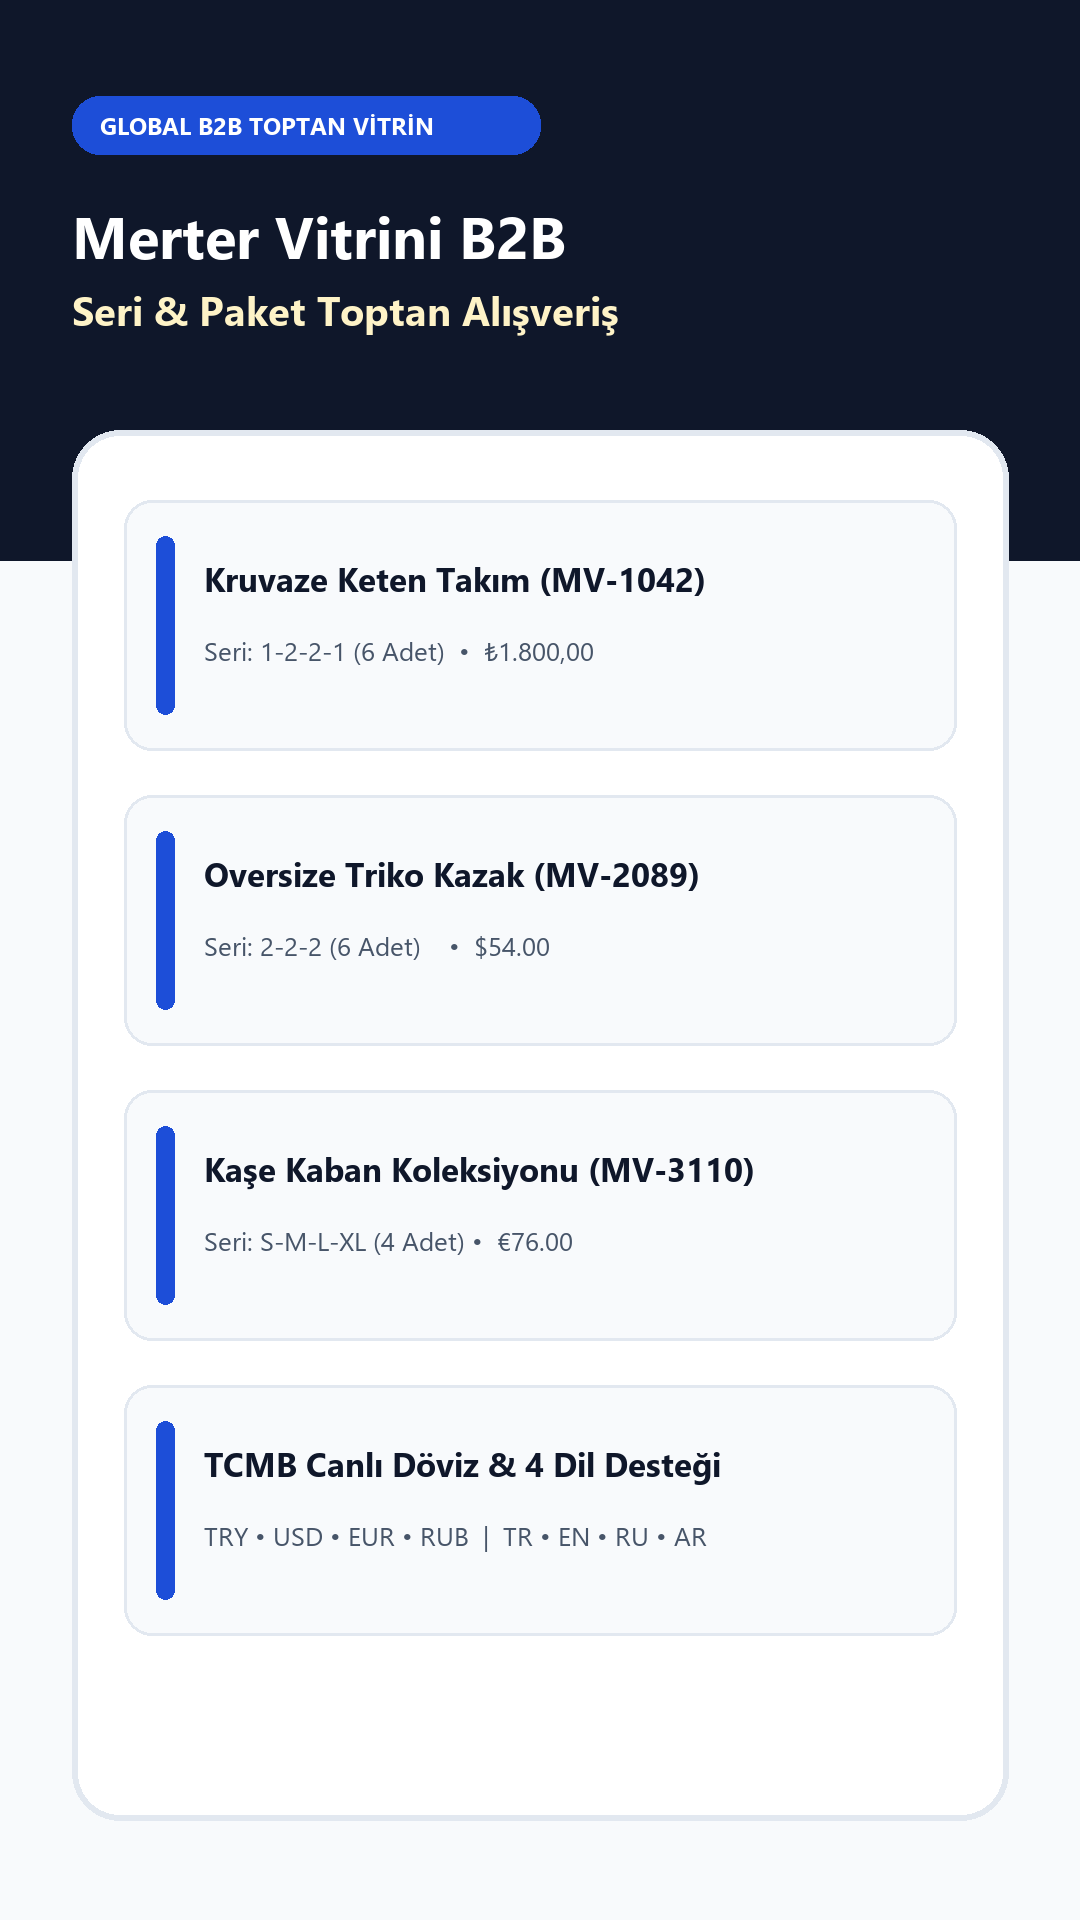 GLOBAL B2B TOPTAN VİTRİN
Merter Vitrini B2B
Seri & Paket Toptan Alışveriş
Kruvaze Keten Takım (MV-1042)
Seri: 1-2-2-1 (6 Adet) • ₺1.800,00
Oversize Triko Kazak (MV-2089)
Seri: 2-2-2 (6 Adet) • $54.00
Kaşe Kaban Koleksiyonu (MV-3110)
Seri: S-M-L-XL (4 Adet) • €76.00
TCMB Canlı Döviz & 4 Dil Desteği
TRY • USD • EUR • RUB | TR • EN • RU • AR